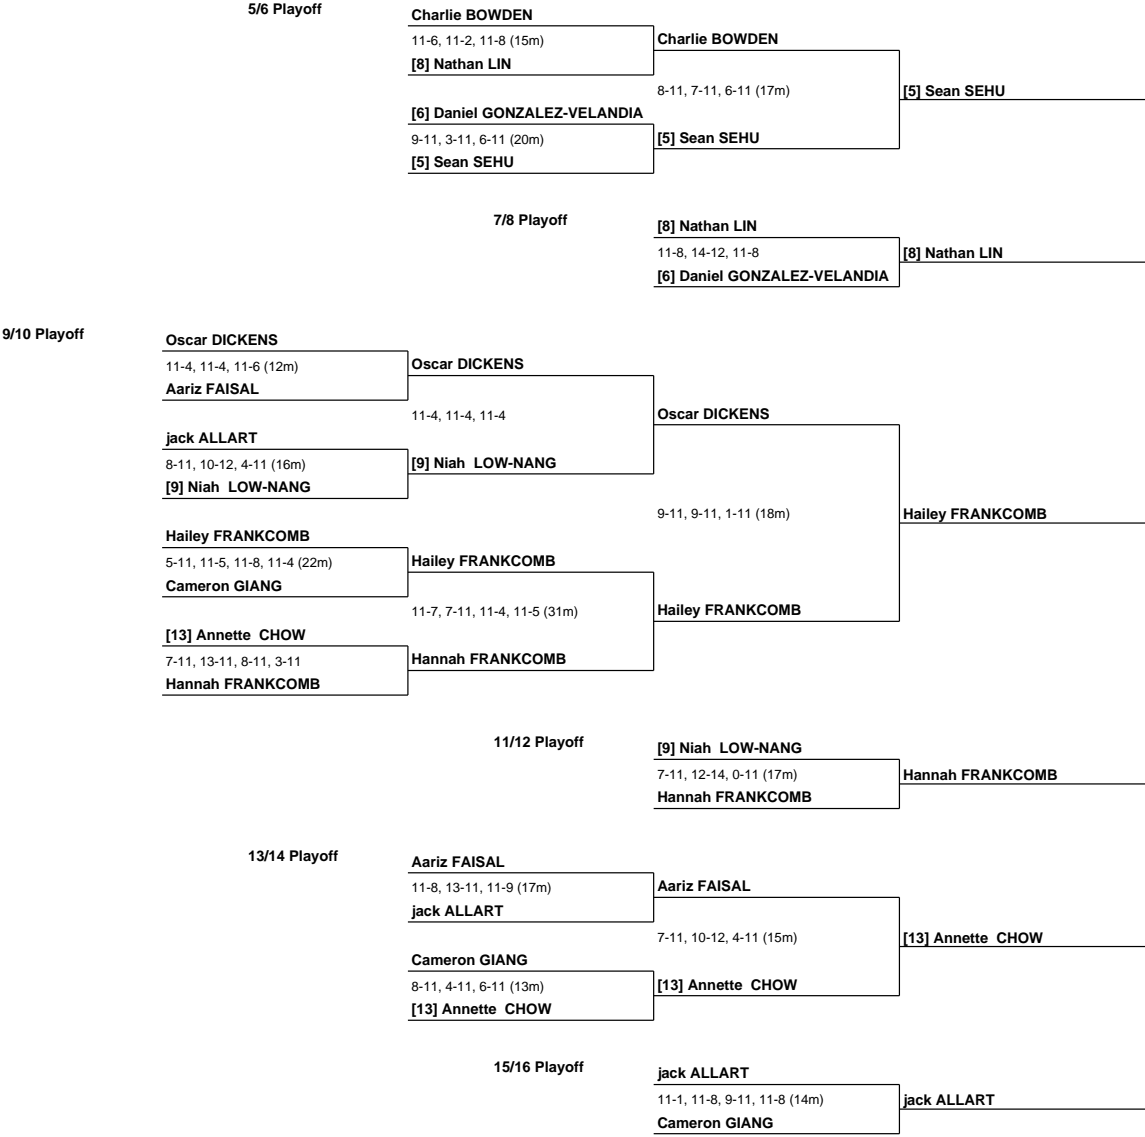 5/6 Playoff
Charlie BOWDEN
11-6, 11-2, 11-8 (15m)
[8] Nathan LIN
Charlie BOWDEN
8-11, 7-11, 6-11 (17m)
[5] Sean SEHU
[6] Daniel GONZALEZ-VELANDIA
9-11, 3-11, 6-11 (20m)
[5] Sean SEHU
[5] Sean SEHU
7/8 Playoff
[8] Nathan LIN
11-8, 14-12, 11-8
[6] Daniel GONZALEZ-VELANDIA
[8] Nathan LIN
9/10 Playoff
Oscar DICKENS
11-4, 11-4, 11-6 (12m)
Aariz FAISAL
Oscar DICKENS
11-4, 11-4, 11-4
Oscar DICKENS
jack ALLART
8-11, 10-12, 4-11 (16m)
[9] Niah  LOW-NANG
[9] Niah  LOW-NANG
9-11, 9-11, 1-11 (18m)
Hailey FRANKCOMB
Hailey FRANKCOMB
5-11, 11-5, 11-8, 11-4 (22m)
Cameron GIANG
Hailey FRANKCOMB
11-7, 7-11, 11-4, 11-5 (31m)
Hailey FRANKCOMB
[13] Annette  CHOW
7-11, 13-11, 8-11, 3-11
Hannah FRANKCOMB
Hannah FRANKCOMB
11/12 Playoff
[9] Niah  LOW-NANG
7-11, 12-14, 0-11 (17m)
Hannah FRANKCOMB
Hannah FRANKCOMB
13/14 Playoff
Aariz FAISAL
11-8, 13-11, 11-9 (17m)
jack ALLART
Aariz FAISAL
7-11, 10-12, 4-11 (15m)
[13] Annette  CHOW
Cameron GIANG
8-11, 4-11, 6-11 (13m)
[13] Annette  CHOW
[13] Annette  CHOW
15/16 Playoff
jack ALLART
11-1, 11-8, 9-11, 11-8 (14m)
Cameron GIANG
jack ALLART